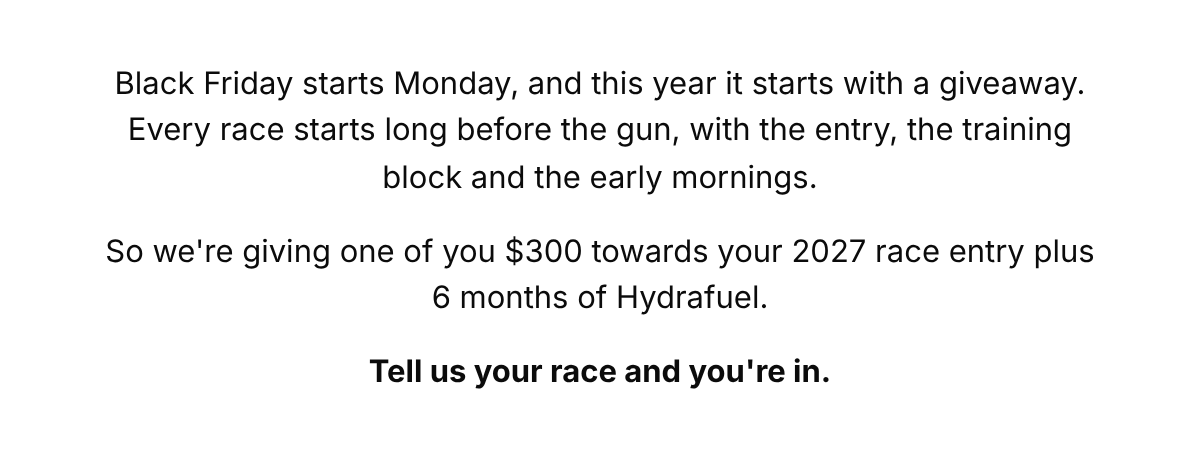 Black Friday starts Monday, and this year it starts with a giveaway.
Every race starts long before the gun, with the entry, the training
block and the early mornings.
So we're giving one of you $300 towards your 2027 race entry plus
6 months of Hydrafuel.
Tell us your race and you're in.